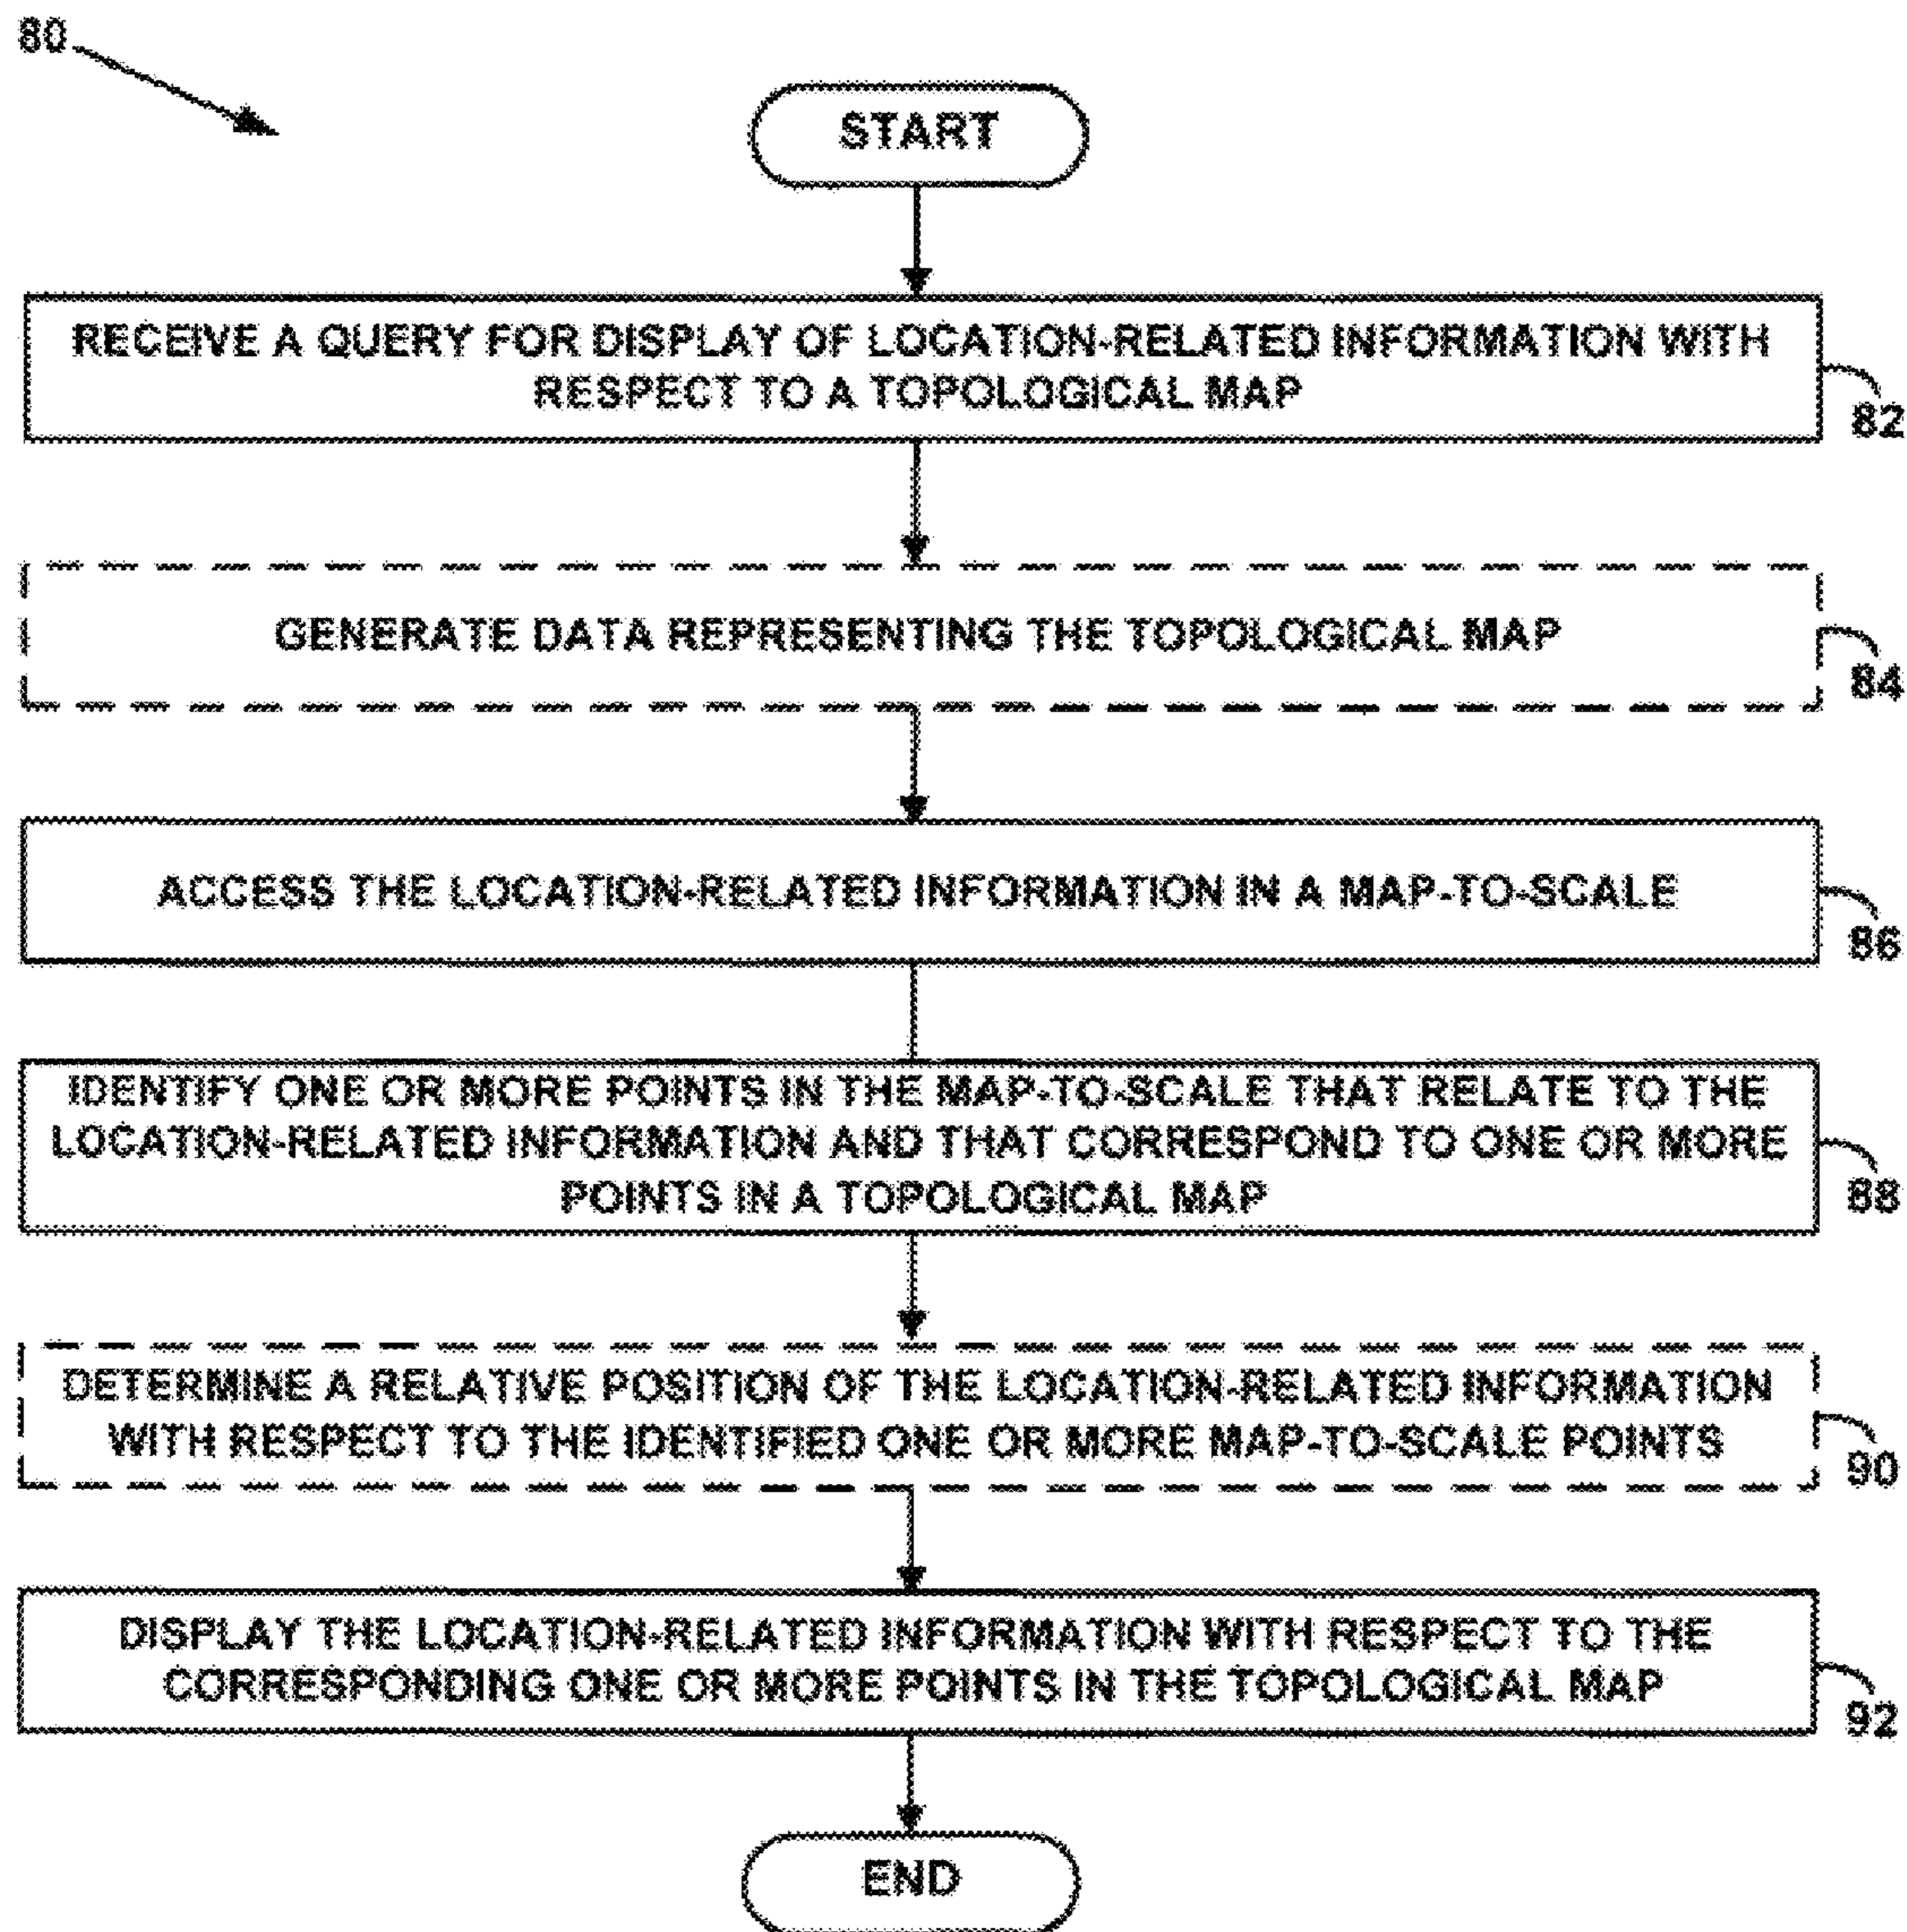 80
START
RECEIVE A QUERY FOR DISPLAY OF LOCATION-RELATED INFORMATION WITH
RESPECT TO A TOPOLOGICAL MAP
82
GENERATE DATA REPRESENTING THE TOPOLOGICAL MAP
84
ACCESS THE LOCATION-RELATED INFORMATION IN A MAP-TO-SCALE
86
IDENTIFY ONE OR MORE POINTS IN THE MAP-TO-SCALE THAT RELATE TO THE
LOCATION-RELATED INFORMATION AND THAT CORRESPOND TO ONE OR MORE
POINTS IN A TOPOLOGICAL MAP
88
DETERMINE A RELATIVE POSITION OF THE LOCATION-RELATED INFORMATION
WITH RESPECT TO THE IDENTIFIED ONE OR MORE MAP-TO-SCALE POINTS
90
DISPLAY THE LOCATION-RELATED INFORMATION WITH RESPECT TO THE
CORRESPONDING ONE OR MORE POINTS IN THE TOPOLOGICAL MAP
92
END